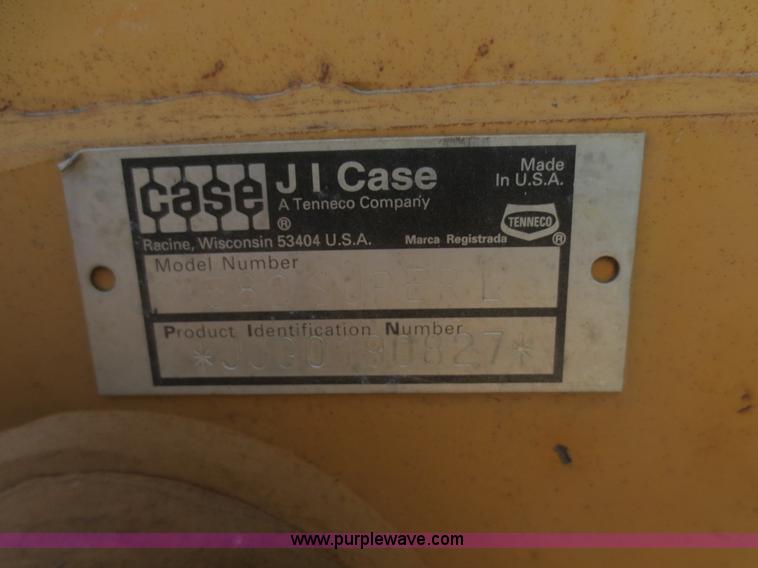 case
J I Case
A Tenneco Company
®
Made
In U.S.A.
TENNECO
®
Racine, Wisconsin 53404 U.S.A.
Marca Registrada
Model Number
L
Product Identification Number
www.purplewave.com